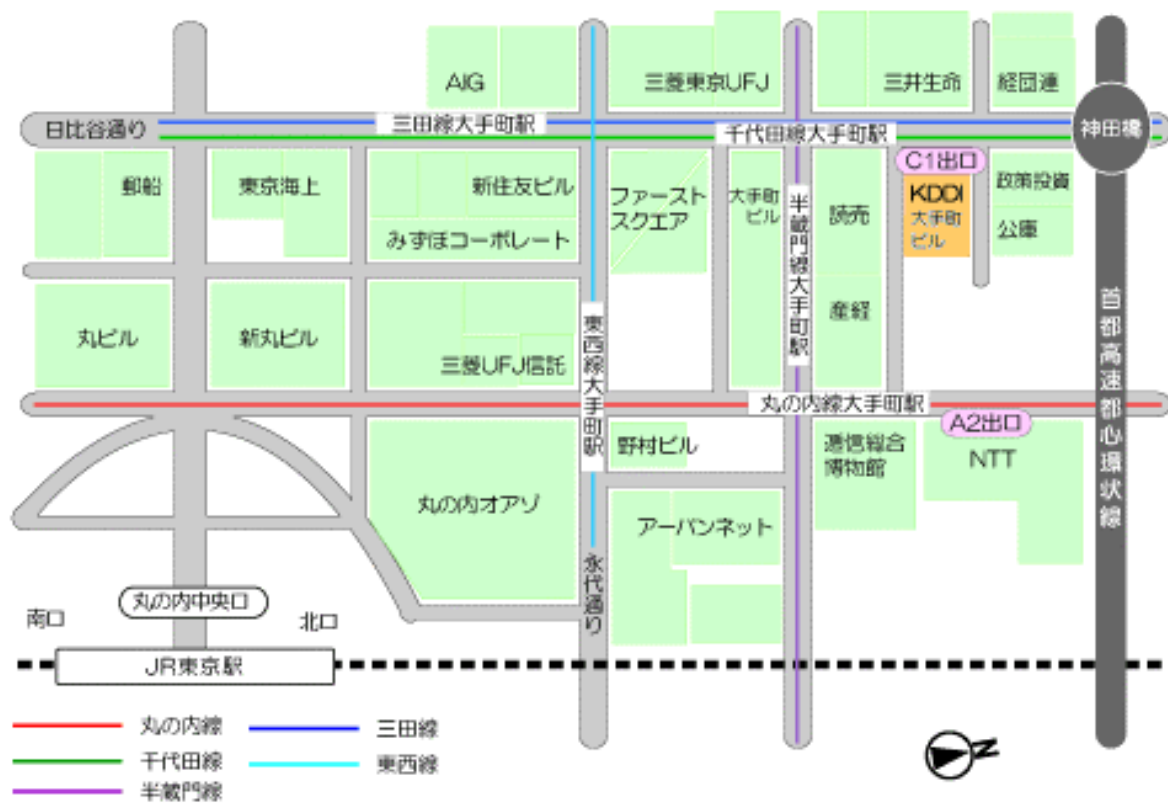 AIG
三菱東京UFJ
三井生命
経団連
日比谷通り
三田線大手町駅
千代田線大手町駅
神田橋
C1出口
郵船
東京海上
新住友ビル
みずほコーポレート
ファースト
スクエア
大手町
ビル
半蔵門線大手町駅
読売
KDDI
大手町
ビル
政策投資
公庫
丸ビル
新丸ビル
三菱UFJ信託
東西線大手町駅
産経
首都高速都心環状線
丸の内線大手町駅
A2出口
野村ビル
逓信総合
博物館
NTT
丸の内オアゾ
アーバンネット
永代通り
丸の内中央口
南口
北口
JR東京駅
丸の内線
三田線
千代田線
東西線
半蔵門線
N